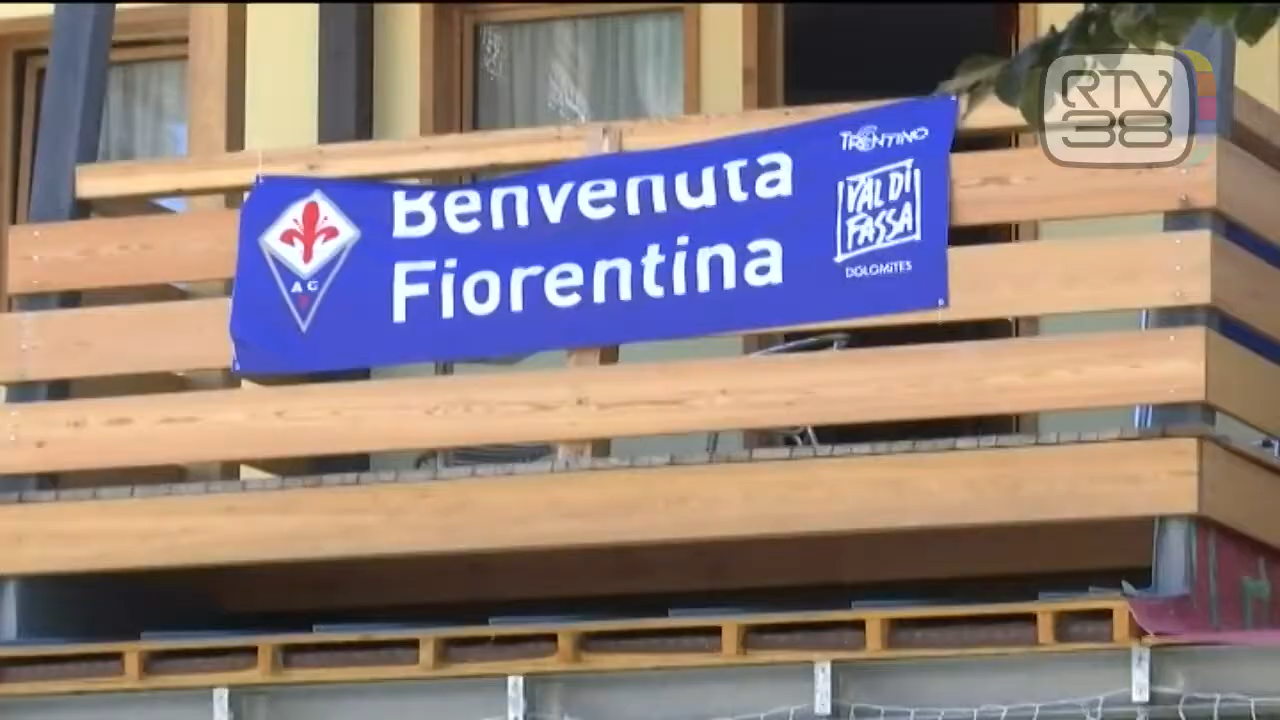 RTV
38
Benvenuta
Fiorentina
AC
TRENTINO
VAL DI
FASSA
DOLOMITES